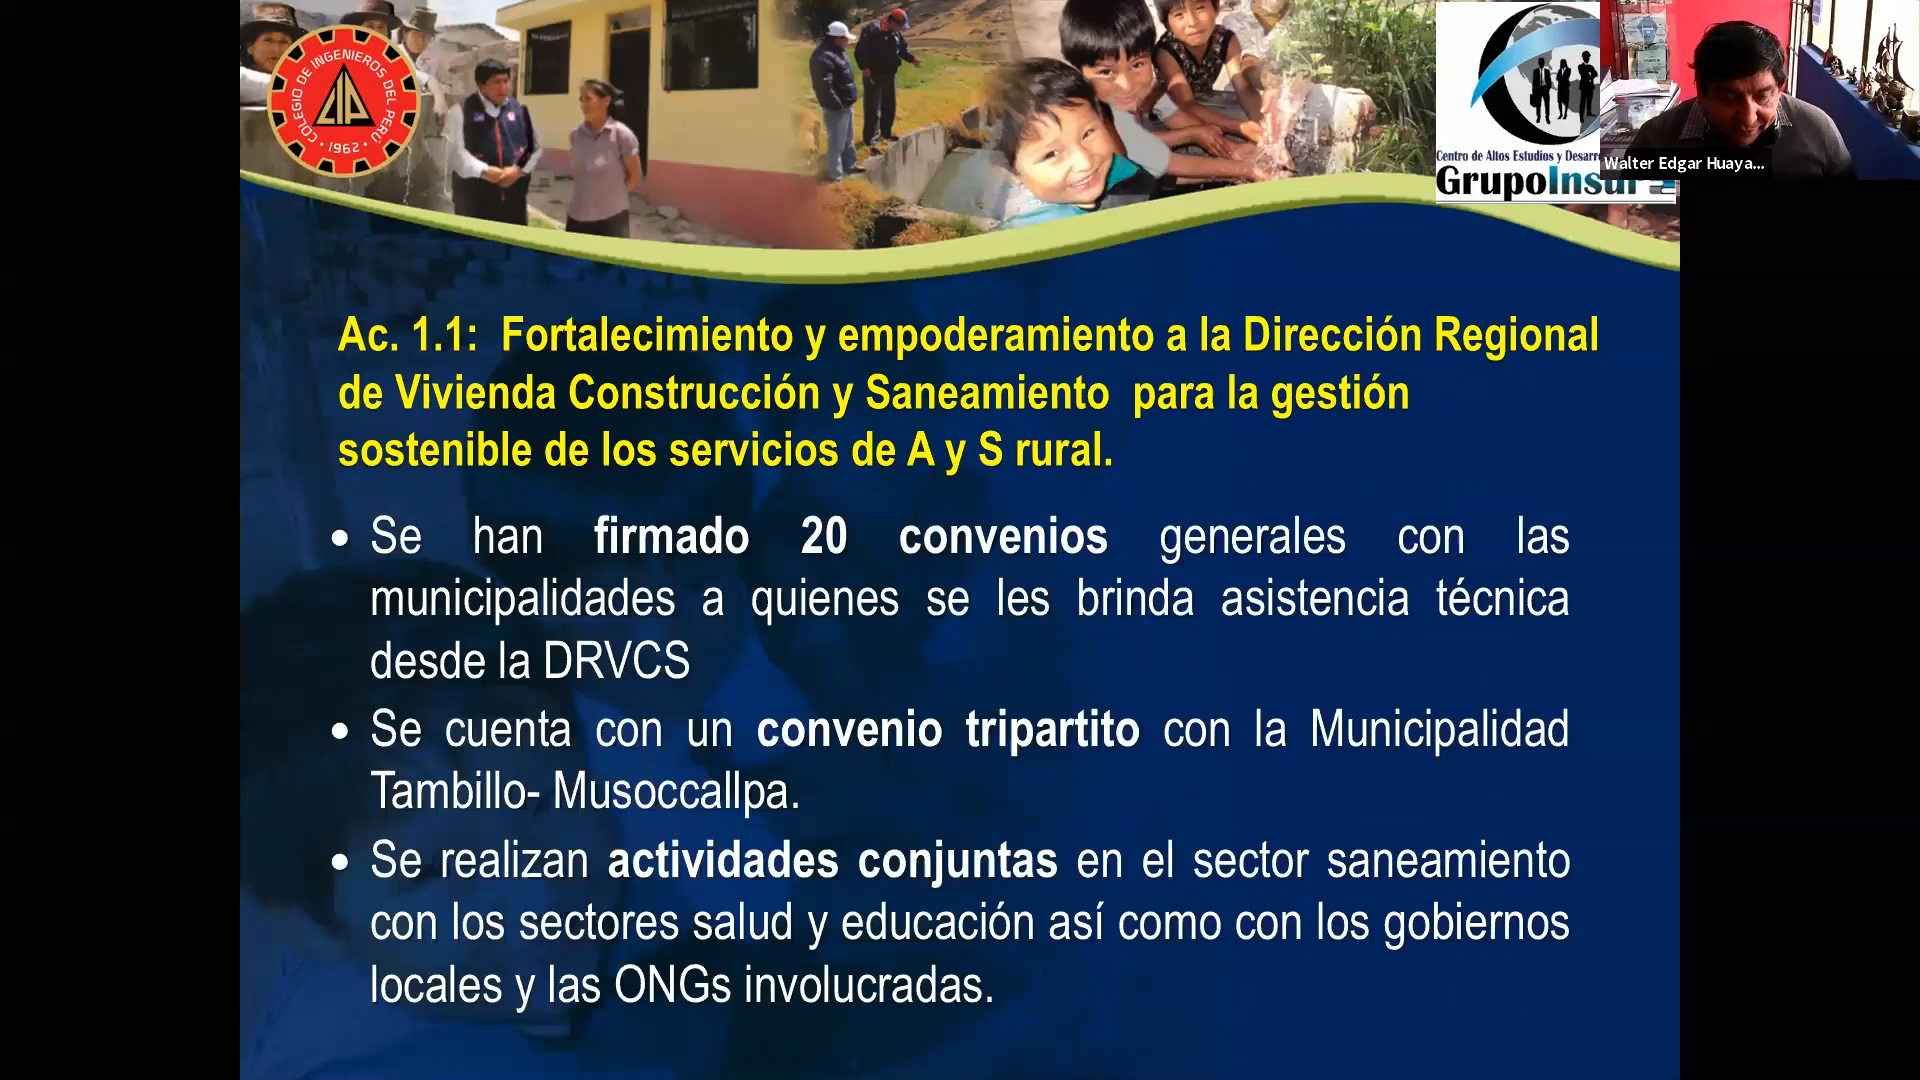 COLEGIO DE INGENIEROS DEL PERÚ
• 1962 •
CIP
Centro de Altos Estudios y
GrupoInsur
Walter Edgar Huaya...
Ac. 1.1: Fortalecimiento y empoderamiento a la Dirección Regional
de Vivienda Construcción y Saneamiento para la gestión
sostenible de los servicios de A y S rural.
• Se han firmado 20 convenios generales con las
municipalidades a quienes se les brinda asistencia técnica
desde la DRVCS
• Se cuenta con un convenio tripartito con la Municipalidad
Tambillo- Musoccallpa.
• Se realizan actividades conjuntas en el sector saneamiento
con los sectores salud y educación así como con los gobiernos
locales y las ONGs involucradas.